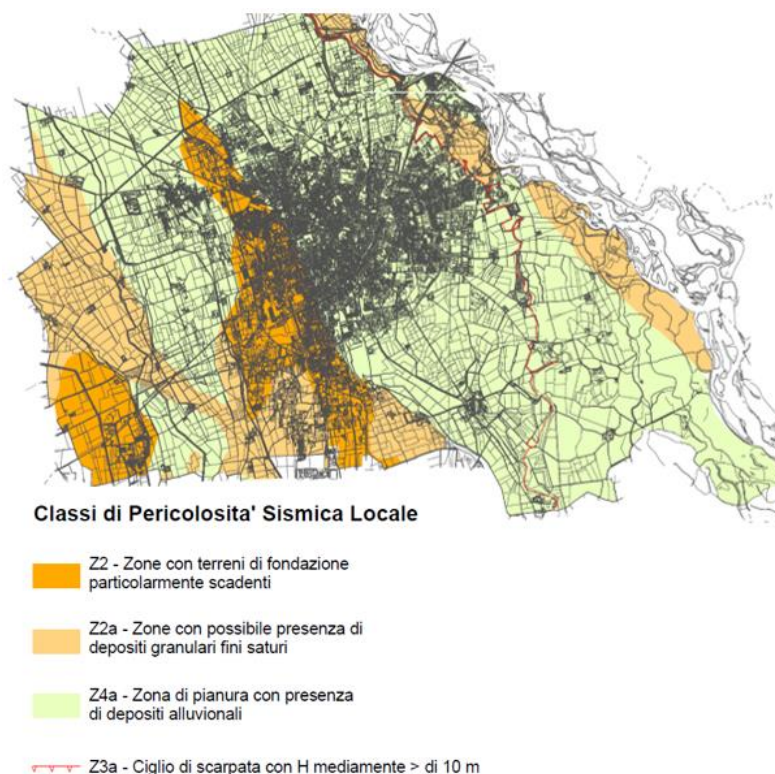 Classi di Pericolosita' Sismica Locale
Z2 - Zone con terreni di fondazione
particolarmente scadenti
Z2a - Zone con possibile presenza di
depositi granulari fini saturi
Z4a - Zona di pianura con presenza
di depositi alluvionali
Z3a - Ciglio di scarpata con H mediamente > di 10 m